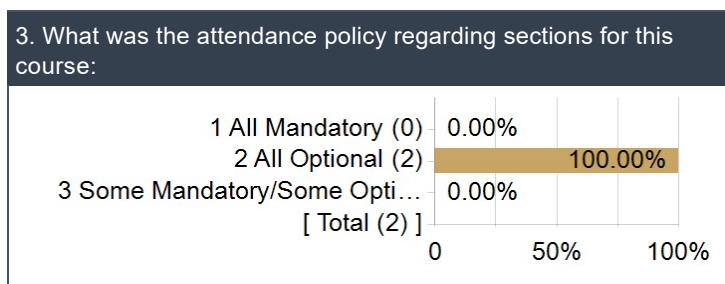 3. What was the attendance policy regarding sections for this
course:
1 All Mandatory (0) 0.00%
2 All Optional (2) 100.00%
3 Some Mandatory/Some Opti... 0.00%
[ Total (2) ]
0 50% 100%